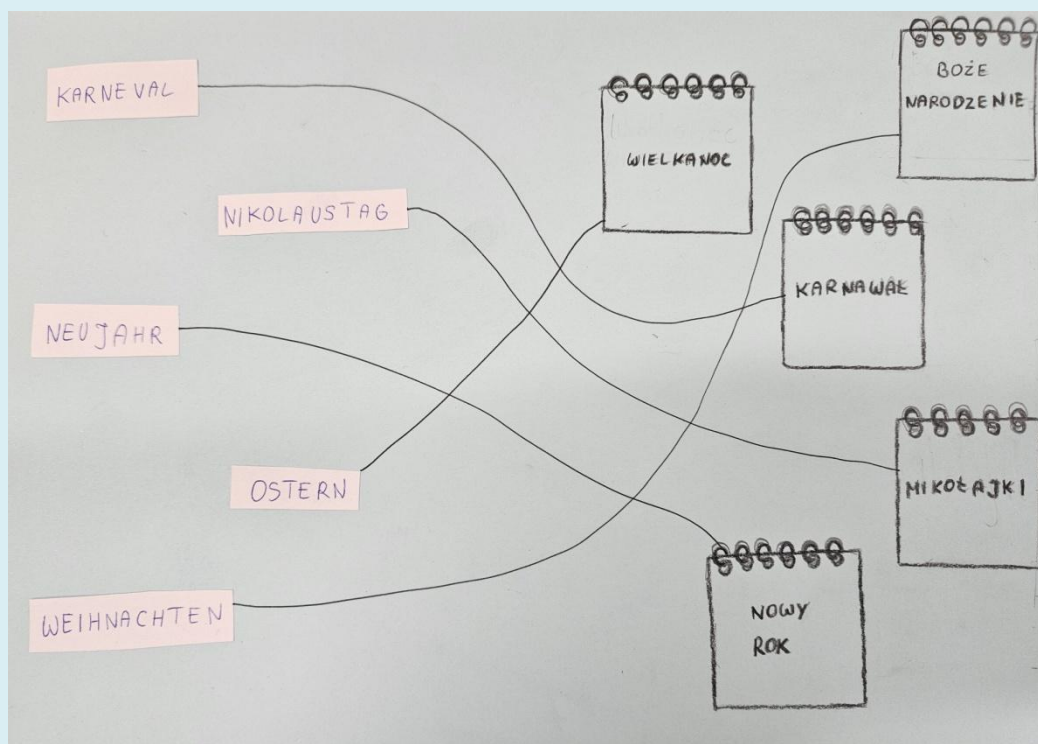 KARNEVAL
NIKOLAUSTAG
NEUJAHR
OSTERN
WEIHNACHTEN
WIELKANOC
BOŻE
NARODZENIE
KARNAWAŁ
MIKOŁAJKI
NOWY
ROK